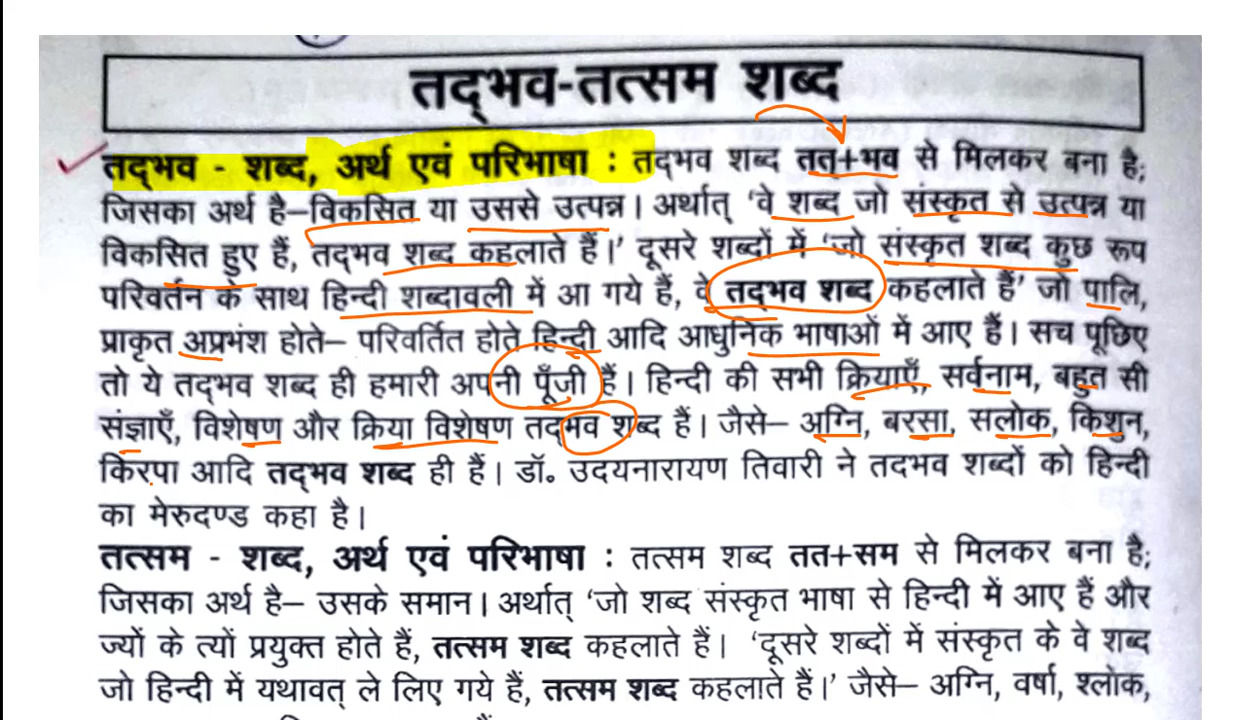 तद्भव-तत्सम शब्द
तद्भव - शब्द, अर्थ एवं परिभाषा : तद्भव शब्द तत्+भव से मिलकर बना है;
जिसका अर्थ है– विकसित या उससे उत्पन्न। अर्थात् ‘वे शब्द जो संस्कृत से उत्पन्न या
विकसित हुए हैं, तद्भव शब्द कहलाते हैं।’ दूसरे शब्दों में ‘जो संस्कृत शब्द कुछ रूप
परिवर्तन के साथ हिन्दी शब्दावली में आ गये हैं, वे तद्भव शब्द कहलाते हैं’ जो पालि,
प्राकृत अप्रभंश होते– परिवर्तित होते हिन्दी आदि आधुनिक भाषाओं में आए हैं। सच पूछिए
तो ये तद्भव शब्द ही हमारी अपनी पूँजी हैं। हिन्दी की सभी क्रियाएँ, सर्वनाम, बहुत सी
संज्ञाएँ, विशेषण और क्रिया विशेषण तद्भव शब्द हैं। जैसे– अग्नि, बरसा, सलोक, किशुन,
किरपा आदि तद्भव शब्द ही हैं। डॉ. उदयनारायण तिवारी ने तदभव शब्दों को हिन्दी
का मेरुदण्ड कहा है।
तत्सम - शब्द, अर्थ एवं परिभाषा : तत्सम शब्द तत+सम से मिलकर बना है;
जिसका अर्थ है– उसके समान। अर्थात् ‘जो शब्द संस्कृत भाषा से हिन्दी में आए हैं और
ज्यों के त्यों प्रयुक्त होते हैं, तत्सम शब्द कहलाते हैं। ‘दूसरे शब्दों में संस्कृत के वे शब्द
जो हिन्दी में यथावत् ले लिए गये हैं, तत्सम शब्द कहलाते हैं।’ जैसे– अग्नि, वर्षा, श्लोक,